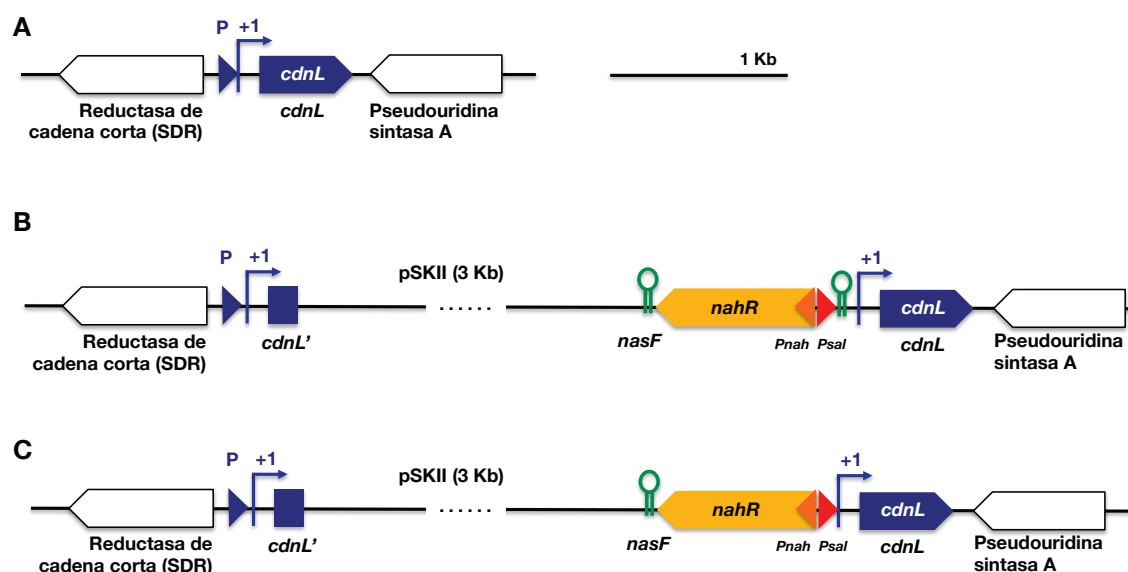 A
P +1
cdnL
1 Kb
Reductasa de
cadena corta (SDR)
cdnL
Pseudouridina
sintasa A
B
P +1
pSKII (3 Kb)
......
+1
nahR
cdnL
Reductasa de
cadena corta (SDR)
cdnL’
nasF
Pnah Psal
cdnL
Pseudouridina
sintasa A
C
P +1
pSKII (3 Kb)
......
+1
nahR
cdnL
Reductasa de
cadena corta (SDR)
cdnL’
nasF
Pnah Psal
cdnL
Pseudouridina
sintasa A